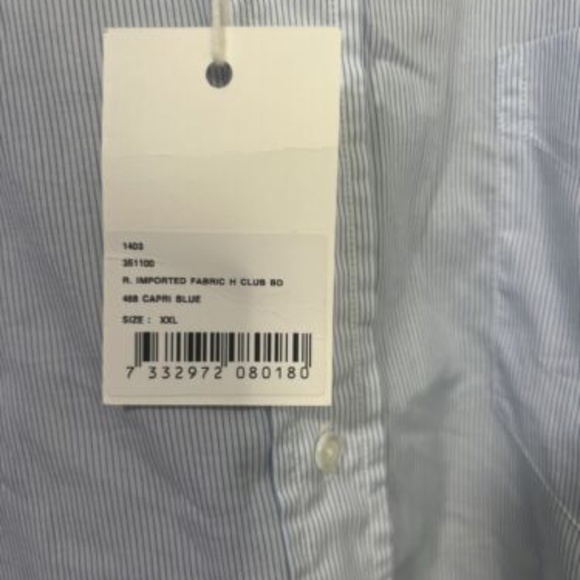 1403
351100
R. IMPORTED FABRIC H CLUB BD
468 CAPRI BLUE
SIZE : XXL
7 332972 080180